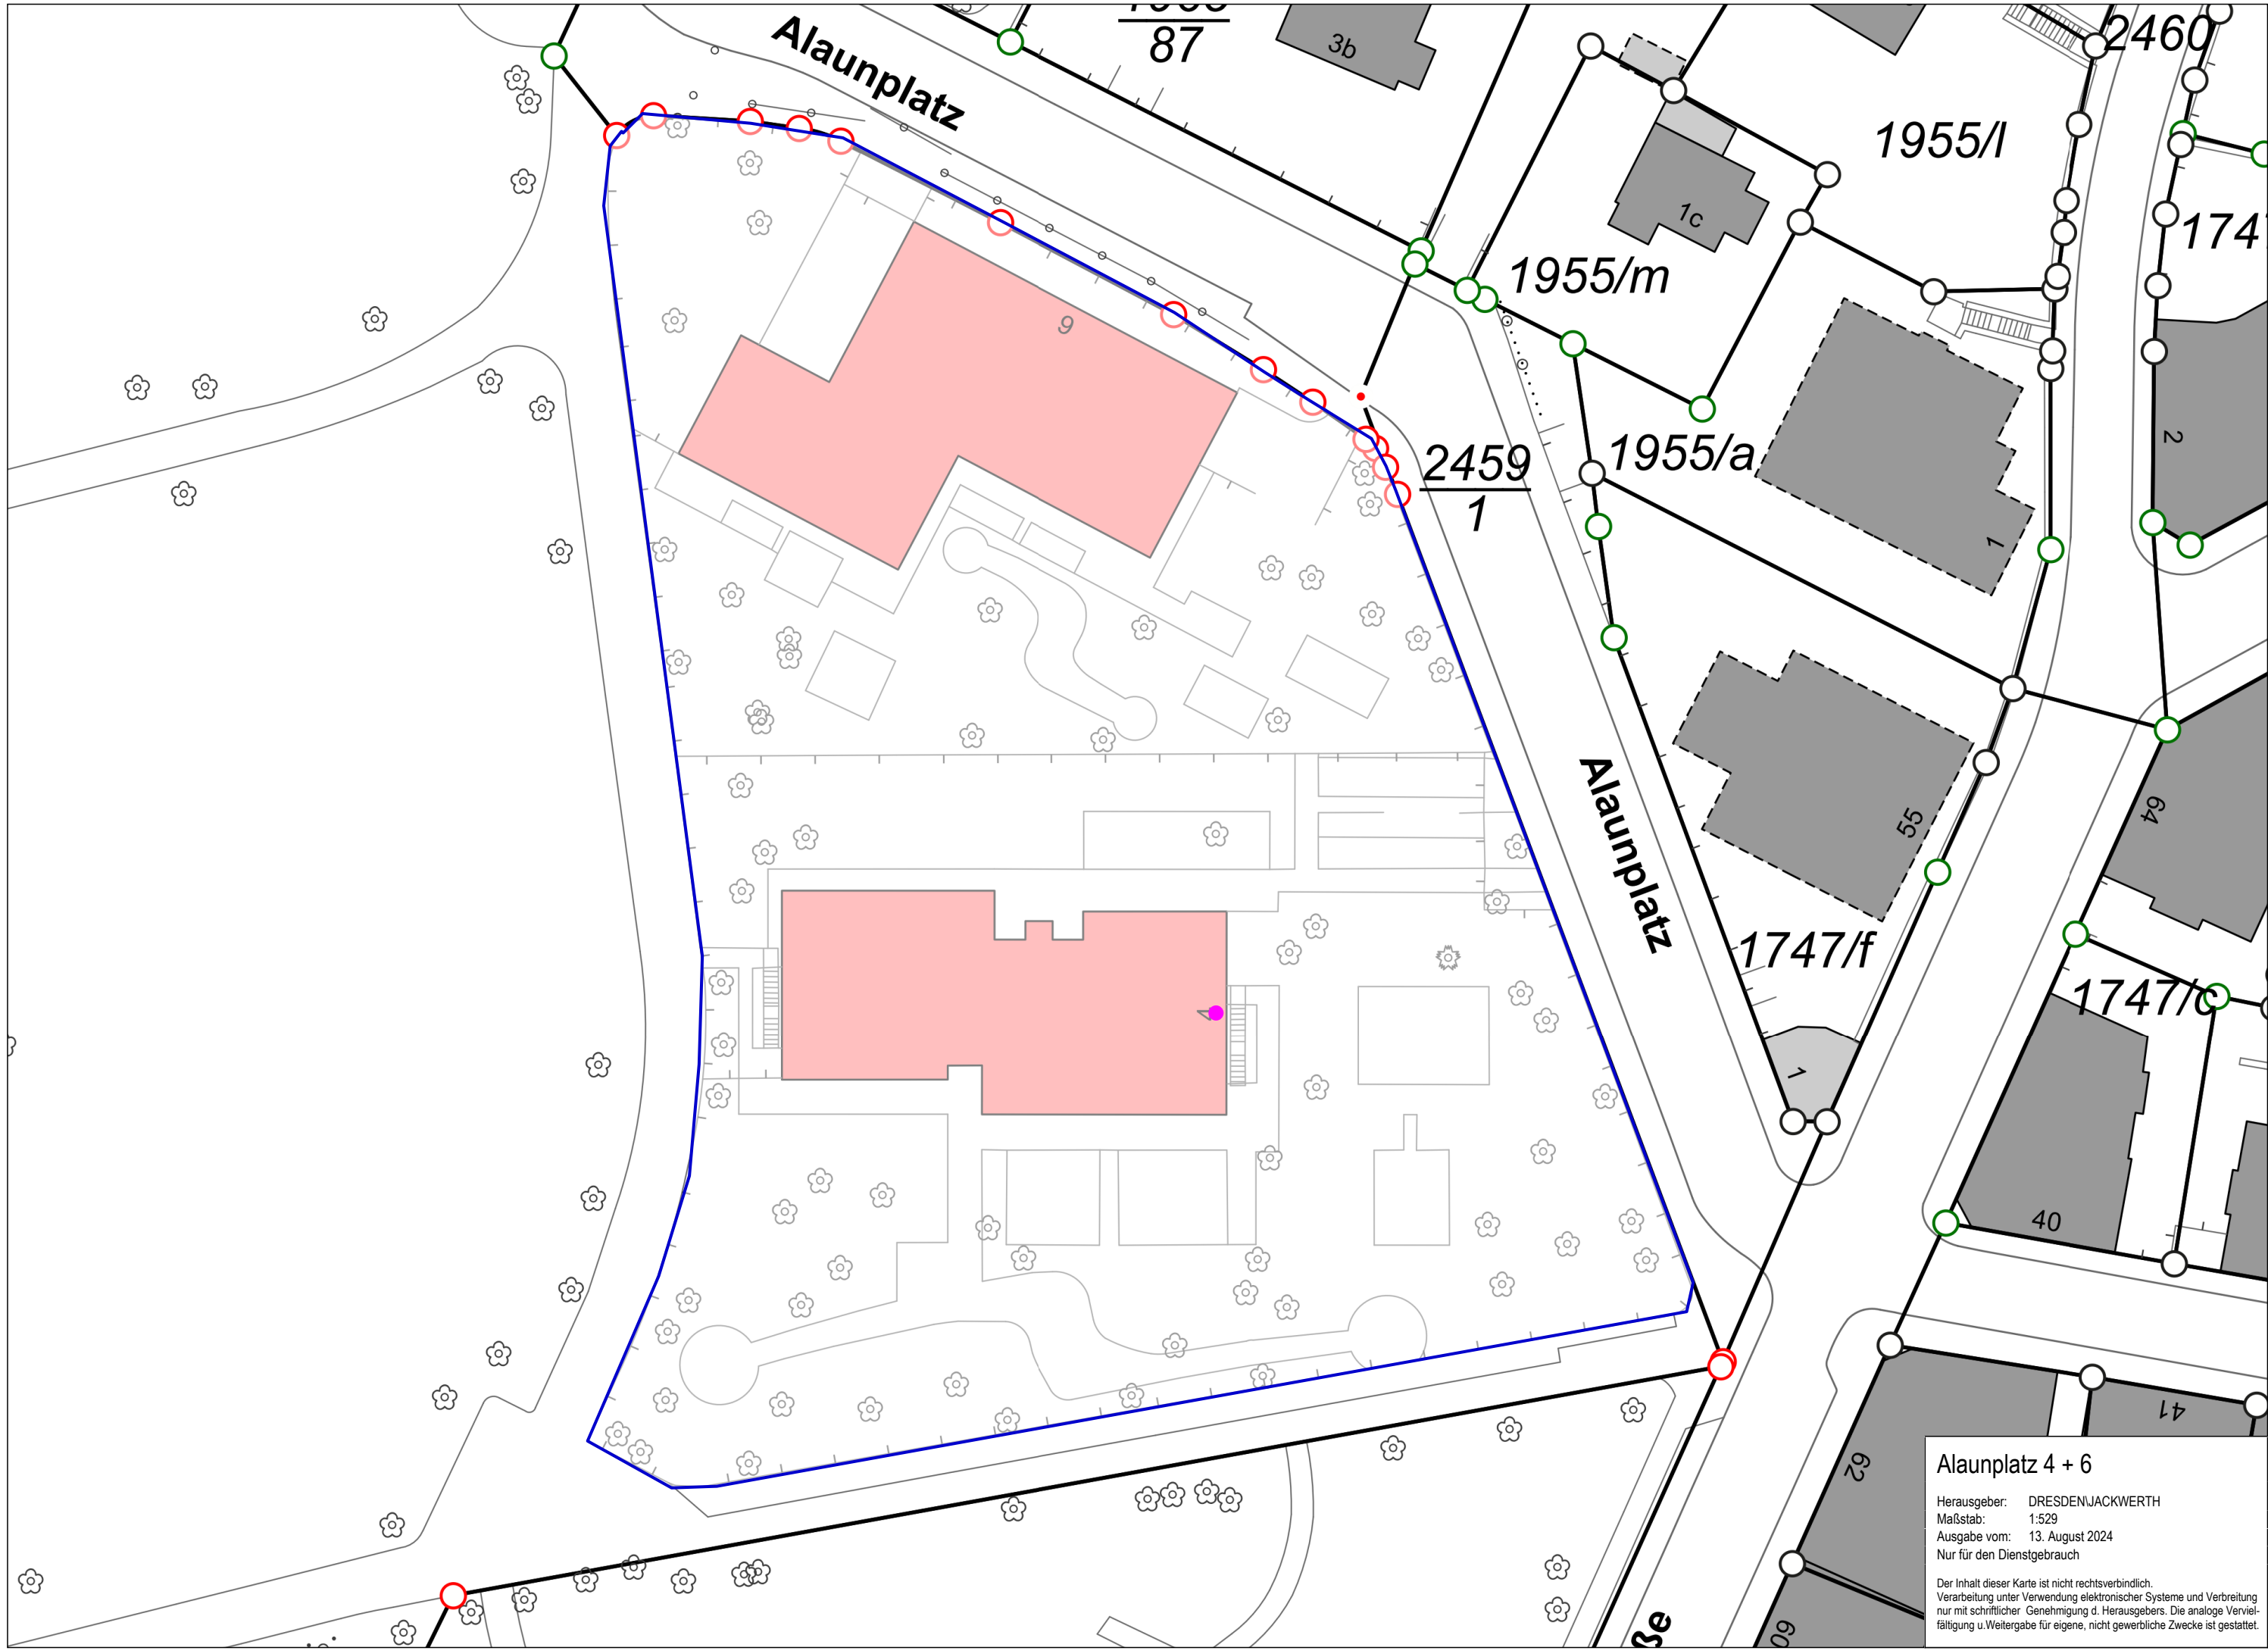 87
3b
Alaunplatz
2460
1955/l
1c
174
1955/m
9
1955/a
2459
1
2
1
Alaunplatz
55
64
1747/f
1747/c
4
1
40
41
62
60
ße
Alaunplatz 4 + 6
Herausgeber: DRESDEN\JACKWERTH
Maßstab: 1:529
Ausgabe vom: 13. August 2024
Nur für den Dienstgebrauch
Der Inhalt dieser Karte ist nicht rechtsverbindlich.
Verarbeitung unter Verwendung elektronischer Systeme und Verbreitung
nur mit schriftlicher Genehmigung d. Herausgebers. Die analoge Verviel-
fältigung u.Weitergabe für eigene, nicht gewerbliche Zwecke ist gestattet.